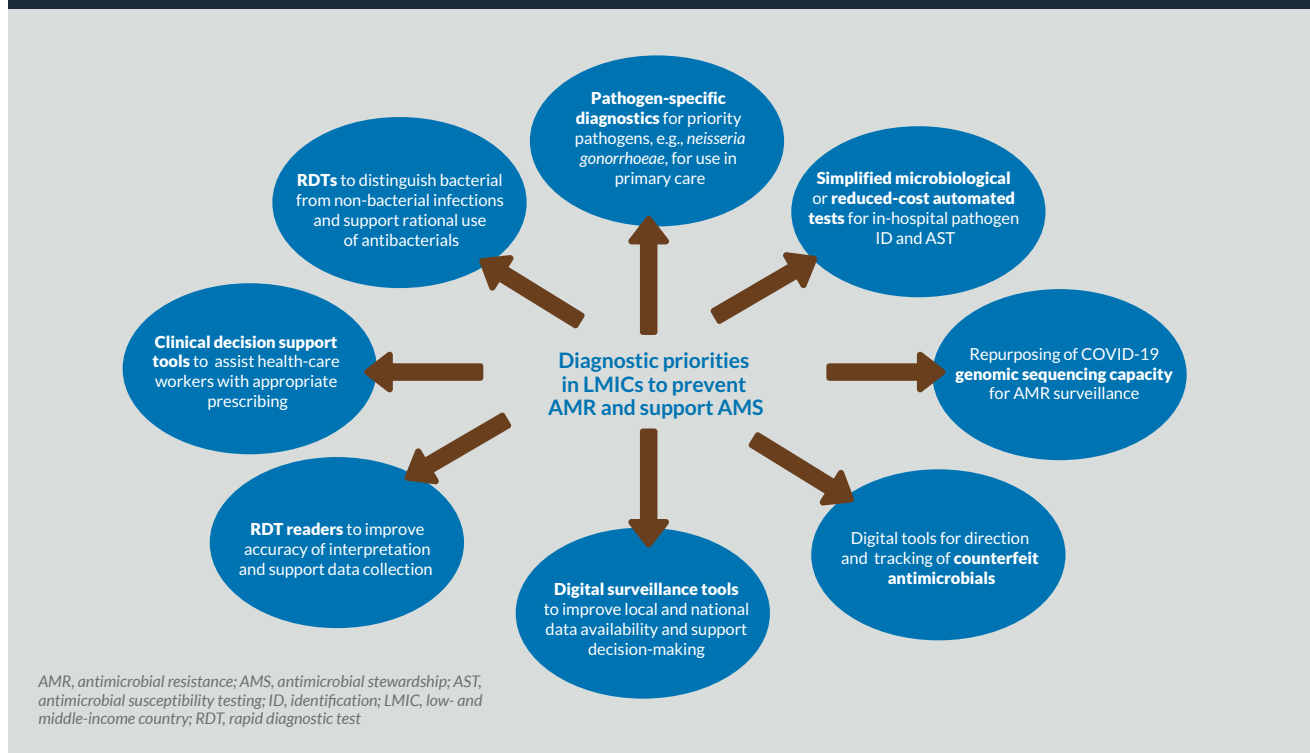 Pathogen-specific
diagnostics for priority
pathogens, e.g., neisseria
gonorrhoeae, for use in
primary care
Simplified microbiological
or reduced-cost automated
tests for in-hospital pathogen
ID and AST
Repurposing of COVID-19
genomic sequencing capacity
for AMR surveillance
Digital tools for direction
and tracking of counterfeit
antimicrobials
Digital surveillance tools
to improve local and national
data availability and support
decision-making
RDT readers to improve
accuracy of interpretation
and support data collection
Clinical decision support
tools to assist health-care
workers with appropriate
prescribing
RDTs to distinguish bacterial
from non-bacterial infections
and support rational use
of antibacterials
Diagnostic priorities
in LMICs to prevent
AMR and support AMS
AMR, antimicrobial resistance; AMS, antimicrobial stewardship; AST,
antimicrobial susceptibility testing; ID, identification; LMIC, low- and
middle-income country; RDT, rapid diagnostic test